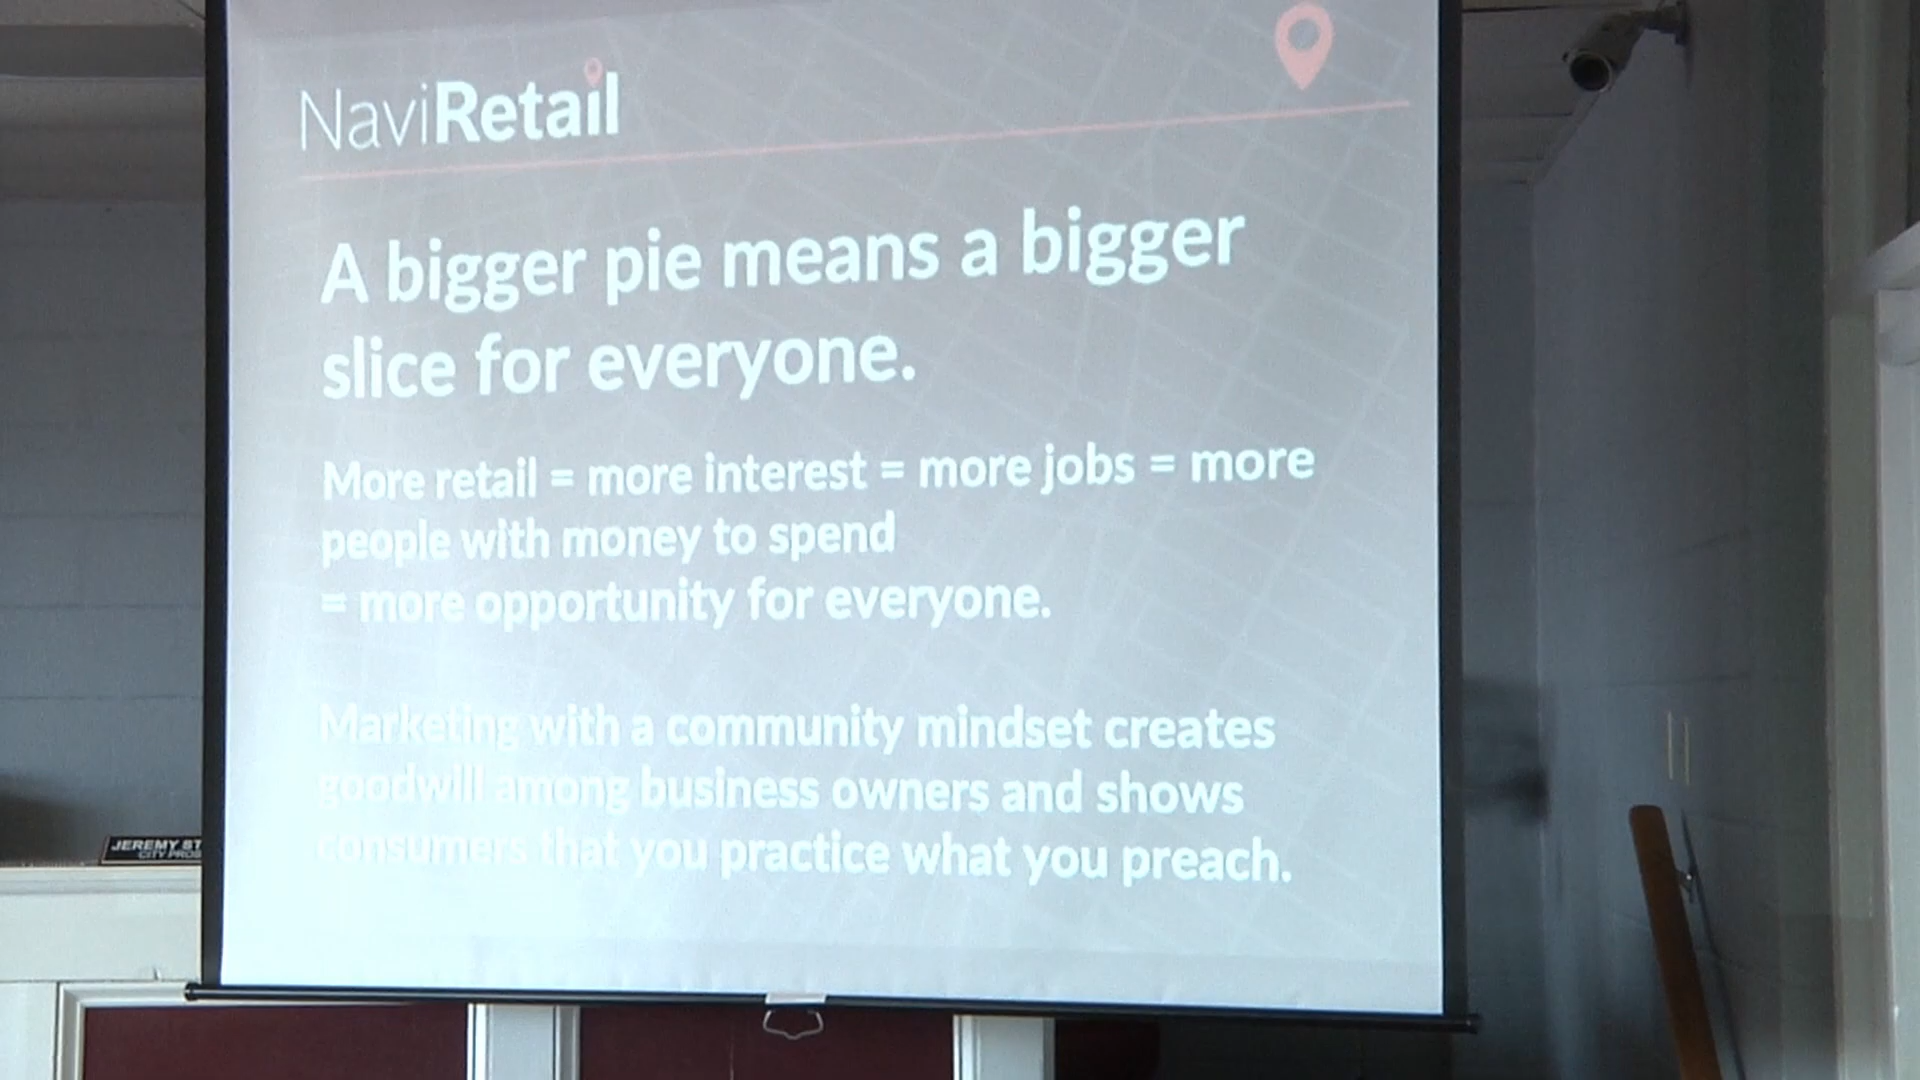 NaviRetail
A bigger pie means a bigger
slice for everyone.
More retail = more interest = more jobs = more
people with money to spend
= more opportunity for everyone.
Marketing with a community mindset creates
goodwill among business owners and shows
consumers that you practice what you preach.
JEREMY
CITY